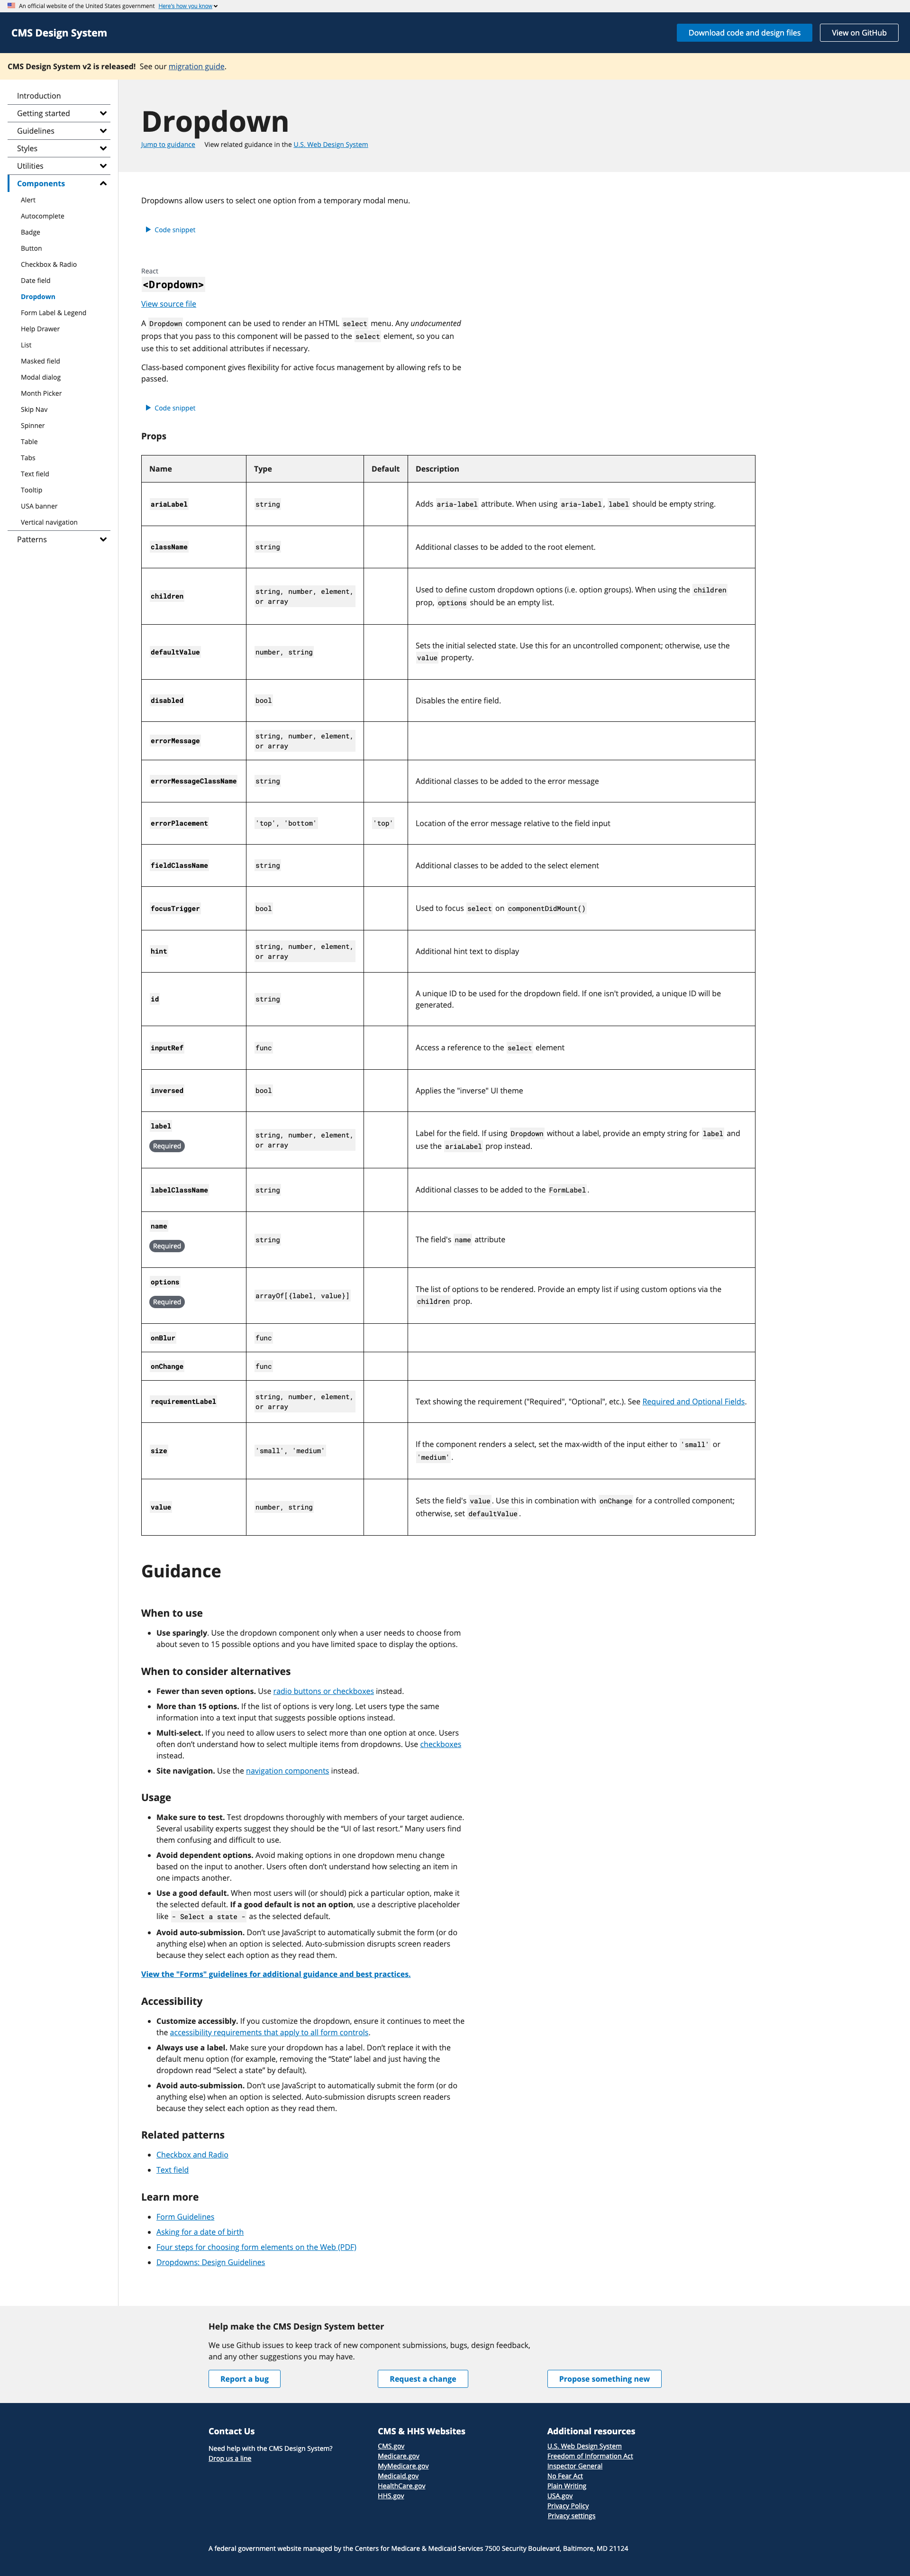 An official website of the United States government Here's how you know
CMS Design System
Download code and design files
View on GitHub
CMS Design System v2 is released! See our migration guide.
Introduction
Getting started
Guidelines
Styles
Utilities
Components
Alert
Autocomplete
Badge
Button
Checkbox & Radio
Date field
Dropdown
Form Label & Legend
Help Drawer
List
Masked field
Modal dialog
Month Picker
Skip Nav
Spinner
Table
Tabs
Text field
Tooltip
USA banner
Vertical navigation
Patterns
Dropdown
Jump to guidance View related guidance in the U.S. Web Design System
Dropdowns allow users to select one option from a temporary modal menu.
Code snippet
React
<Dropdown>
View source file
A Dropdown component can be used to render an HTML select menu. Any undocumented
props that you pass to this component will be passed to the select element, so you can
use this to set additional attributes if necessary.
Class-based component gives flexibility for active focus management by allowing refs to be
passed.
Code snippet
Props
Name Type Default Description
ariaLabel string Adds aria-label attribute. When using aria-label, label should be empty string.
className string Additional classes to be added to the root element.
children string, number, element, or array Used to define custom dropdown options (i.e. option groups). When using the children
prop, options should be an empty list.
defaultValue number, string Sets the initial selected state. Use this for an uncontrolled component; otherwise, use the
value property.
disabled bool Disables the entire field.
errorMessage string, number, element,
or array
errorMessageClassName string Additional classes to be added to the error message
errorPlacement 'top', 'bottom' 'top' Location of the error message relative to the field input
fieldClassName string Additional classes to be added to the select element
focusTrigger bool Used to focus select on componentDidMount()
hint string, number, element, or array Additional hint text to display
id string A unique ID to be used for the dropdown field. If one isn't provided, a unique ID will be
generated.
inputRef func Access a reference to the select element
inversed bool Applies the "inverse" UI theme
label
Required
string, number, element, or array Label for the field. If using Dropdown without a label, provide an empty string for label and
use the ariaLabel prop instead.
labelClassName string Additional classes to be added to the FormLabel.
name
Required
string The field's name attribute
options
Required
arrayOf[{label, value}] The list of options to be rendered. Provide an empty list if using custom options via the
children prop.
onBlur func
onChange func
requirementLabel string, number, element, or array Text showing the requirement ("Required", "Optional", etc.). See Required and Optional Fields.
size 'small', 'medium' If the component renders a select, set the max-width of the input either to 'small' or
'medium'.
value number, string Sets the field's value. Use this in combination with onChange for a controlled component;
otherwise, set defaultValue.
Guidance
When to use
Use sparingly. Use the dropdown component only when a user needs to choose from
about seven to 15 possible options and you have limited space to display the options.
When to consider alternatives
Fewer than seven options. Use radio buttons or checkboxes instead.
More than 15 options. If the list of options is very long. Let users type the same
information into a text input that suggests possible options instead.
Multi-select. If you need to allow users to select more than one option at once. Users
often don't understand how to select multiple items from dropdowns. Use checkboxes
instead.
Site navigation. Use the navigation components instead.
Usage
Make sure to test. Test dropdowns thoroughly with members of your target audience.
Several usability experts suggest they should be the “UI of last resort.” Many users find
them confusing and difficult to use.
Avoid dependent options. Avoid making options in one dropdown menu change
based on the input to another. Users often don’t understand how selecting an item in
one impacts another.
Use a good default. When most users will (or should) pick a particular option, make it
the selected default. If a good default is not an option, use a descriptive placeholder
like - Select a state - as the selected default.
Avoid auto-submission. Don’t use JavaScript to automatically submit the form (or do
anything else) when an option is selected. Auto-submission disrupts screen readers
because they select each option as they read them.
View the "Forms" guidelines for additional guidance and best practices.
Accessibility
Customize accessibly. If you customize the dropdown, ensure it continues to meet the
the accessibility requirements that apply to all form controls.
Always use a label. Make sure your dropdown has a label. Don’t replace it with the
default menu option (for example, removing the “State” label and just having the
dropdown read “Select a state” by default).
Avoid auto-submission. Don’t use JavaScript to automatically submit the form (or do
anything else) when an option is selected. Auto-submission disrupts screen readers
because they select each option as they read them.
Related patterns
Checkbox and Radio
Text field
Learn more
Form Guidelines
Asking for a date of birth
Four steps for choosing form elements on the Web (PDF)
Dropdowns: Design Guidelines
Help make the CMS Design System better
We use Github issues to keep track of new component submissions, bugs, design feedback,
and any other suggestions you may have.
Report a bug
Request a change
Propose something new
Contact Us
Need help with the CMS Design System?
Drop us a line
CMS & HHS Websites
CMS.gov
Medicare.gov
MyMedicare.gov
Medicaid.gov
HealthCare.gov
HHS.gov
Additional resources
U.S. Web Design System
Freedom of Information Act
Inspector General
No Fear Act
Plain Writing
USA.gov
Privacy Policy
Privacy settings
A federal government website managed by the Centers for Medicare & Medicaid Services 7500 Security Boulevard, Baltimore, MD 21124